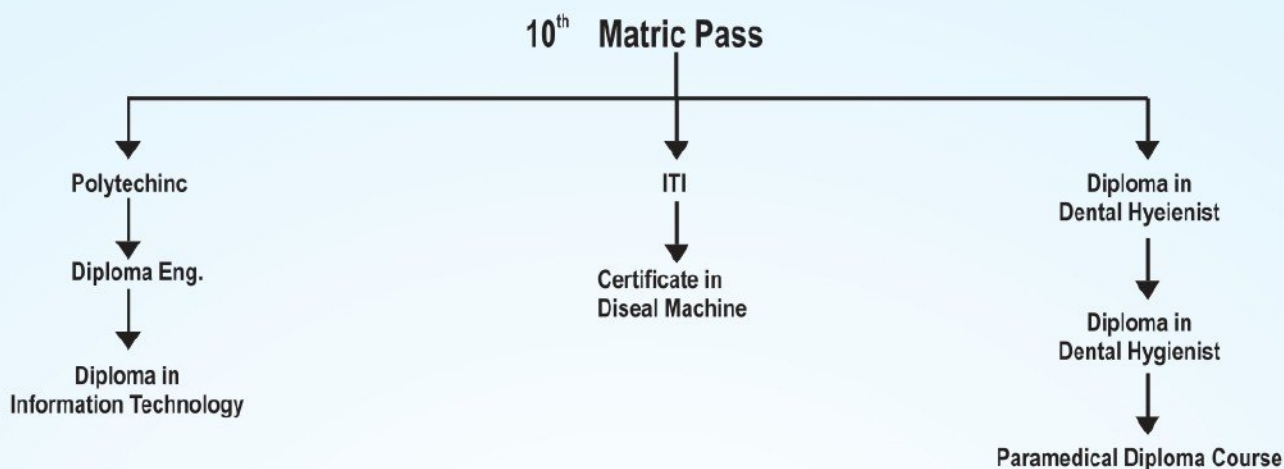 10th Matric Pass
Polytechinc
ITI
Diploma in
Dental Hyeienist
Diploma Eng.
Certificate in
Diseal Machine
Diploma in
Dental Hygienist
Diploma in
Information Technology
Paramedical Diploma Course